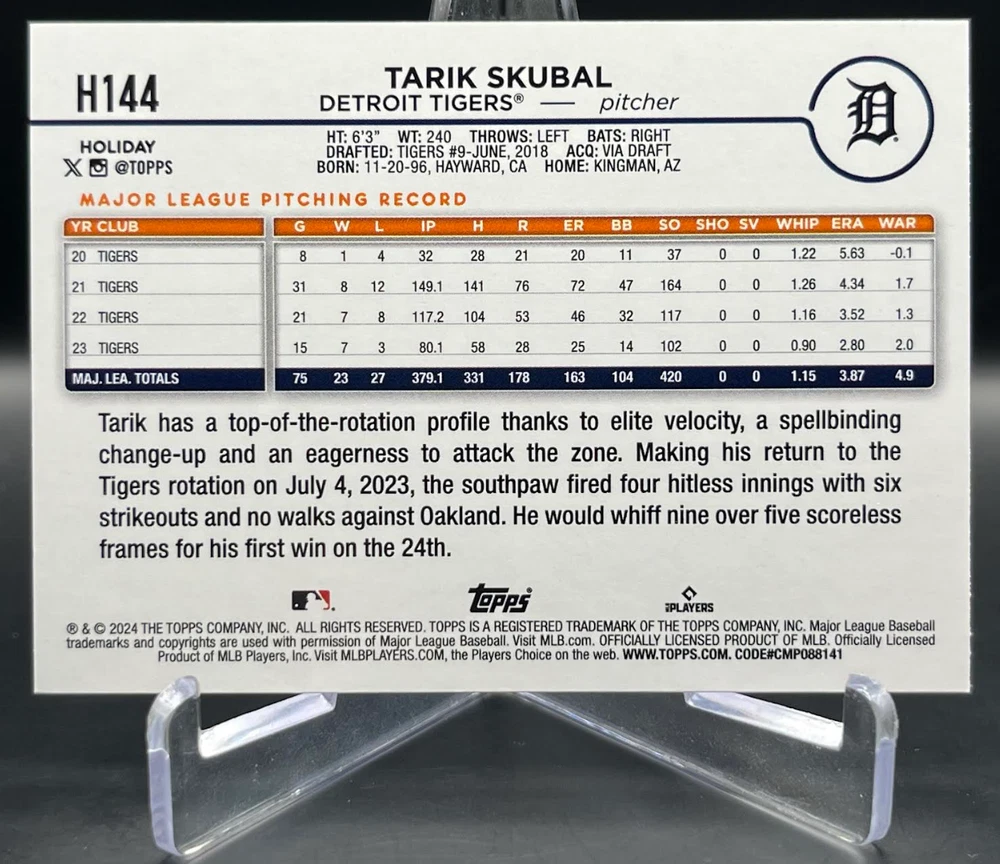 H144
TARIK SKUBAL
DETROIT TIGERS® — pitcher
D
HOLIDAY
@TOPPS
HT: 6'3" WT: 240 THROWS: LEFT BATS: RIGHT
DRAFTED: TIGERS #9-JUNE, 2018 ACQ: VIA DRAFT
BORN: 11-20-96, HAYWARD, CA HOME: KINGMAN, AZ
MAJOR LEAGUE PITCHING RECORD
YR CLUB G W L IP H R ER BB SO SHO SV WHIP ERA WAR
20 TIGERS 8 1 4 32 28 21 20 11 37 0 0 1.22 5.63 -0.1
21 TIGERS 31 8 12 149.1 141 76 72 47 164 0 0 1.26 4.34 1.7
22 TIGERS 21 7 8 117.2 104 53 46 32 117 0 0 1.16 3.52 1.3
23 TIGERS 15 7 3 80.1 58 28 25 14 102 0 0 0.90 2.80 2.0
MAJ. LEA. TOTALS 75 23 27 379.1 331 178 163 104 420 0 0 1.15 3.87 4.9
Tarik has a top-of-the-rotation profile thanks to elite velocity, a spellbinding
change-up and an eagerness to attack the zone. Making his return to the
Tigers rotation on July 4, 2023, the southpaw fired four hitless innings with six
strikeouts and no walks against Oakland. He would whiff nine over five scoreless
frames for his first win on the 24th.
Topps®
PLAYERS
® & © 2024 THE TOPPS COMPANY, INC. ALL RIGHTS RESERVED. TOPPS IS A REGISTERED TRADEMARK OF THE TOPPS COMPANY, INC. Major League Baseball
trademarks and copyrights are used with permission of Major League Baseball. Visit MLB.com. OFFICIALLY LICENSED PRODUCT OF MLB. Officially Licensed
Product of MLB Players, Inc. Visit MLBPLAYERS.COM, the Players Choice on the web. WWW.TOPPS.COM. CODE#CMP088141